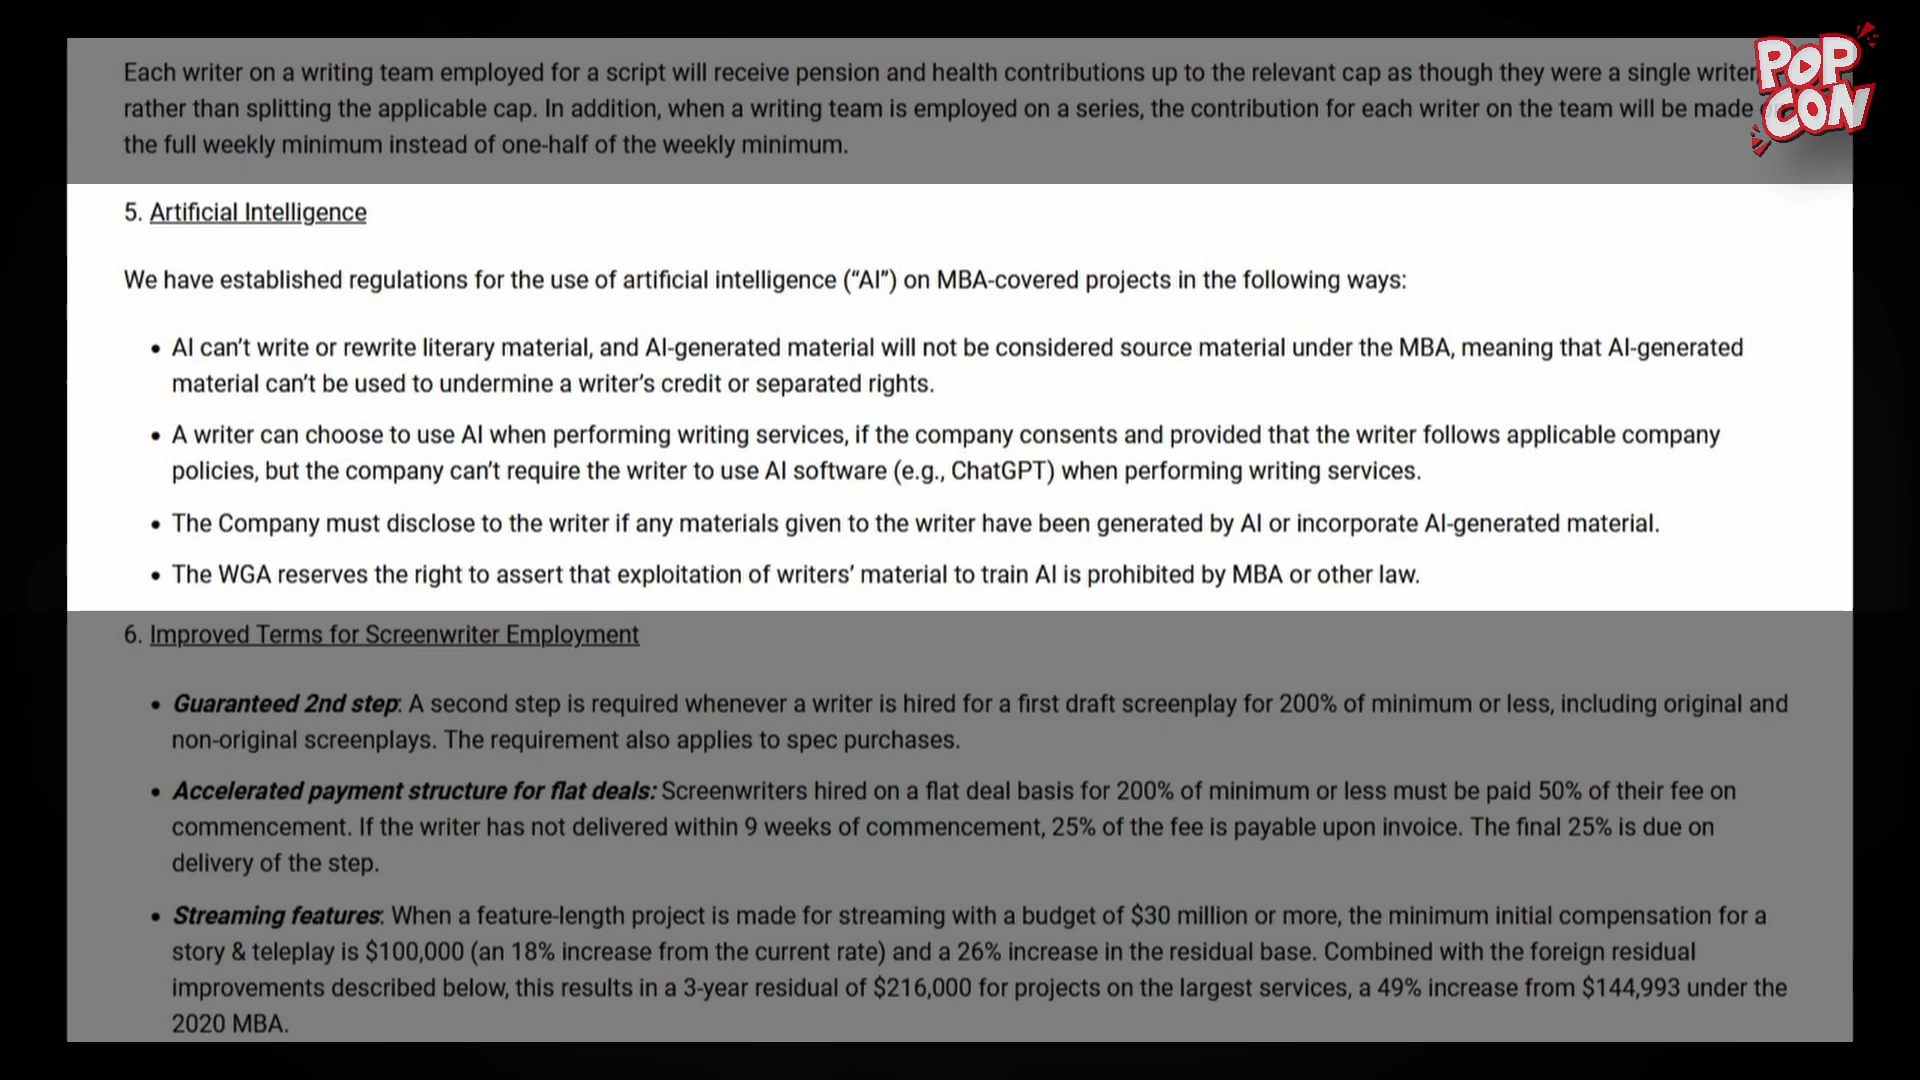 Each writer on a writing team employed for a script will receive pension and health contributions up to the relevant cap as though they were a single writer
rather than splitting the applicable cap. In addition, when a writing team is employed on a series, the contribution for each writer on the team will be made
the full weekly minimum instead of one-half of the weekly minimum.
POP
CON
5. Artificial Intelligence
We have established regulations for the use of artificial intelligence (“AI”) on MBA-covered projects in the following ways:
• AI can’t write or rewrite literary material, and AI-generated material will not be considered source material under the MBA, meaning that AI-generated
material can’t be used to undermine a writer’s credit or separated rights.
• A writer can choose to use AI when performing writing services, if the company consents and provided that the writer follows applicable company
policies, but the company can’t require the writer to use AI software (e.g., ChatGPT) when performing writing services.
• The Company must disclose to the writer if any materials given to the writer have been generated by AI or incorporate AI-generated material.
• The WGA reserves the right to assert that exploitation of writers’ material to train AI is prohibited by MBA or other law.
6. Improved Terms for Screenwriter Employment
• Guaranteed 2nd step: A second step is required whenever a writer is hired for a first draft screenplay for 200% of minimum or less, including original and
non-original screenplays. The requirement also applies to spec purchases.
• Accelerated payment structure for flat deals: Screenwriters hired on a flat deal basis for 200% of minimum or less must be paid 50% of their fee on
commencement. If the writer has not delivered within 9 weeks of commencement, 25% of the fee is payable upon invoice. The final 25% is due on
delivery of the step.
• Streaming features: When a feature-length project is made for streaming with a budget of $30 million or more, the minimum initial compensation for a
story & teleplay is $100,000 (an 18% increase from the current rate) and a 26% increase in the residual base. Combined with the foreign residual
improvements described below, this results in a 3-year residual of $216,000 for projects on the largest services, a 49% increase from $144,993 under the
2020 MBA.